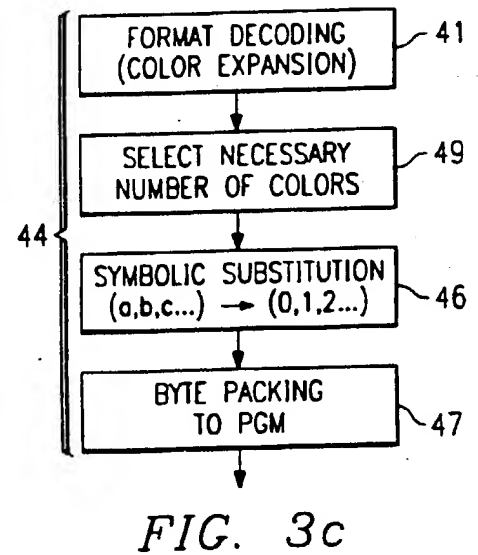 FORMAT DECODING
(COLOR EXPANSION)
41
SELECT NECESSARY
NUMBER OF COLORS
49
44
SYMBOLIC SUBSTITUTION
(a,b,c...) → (0,1,2...)
46
BYTE PACKING
TO PGM
47
FIG. 3c